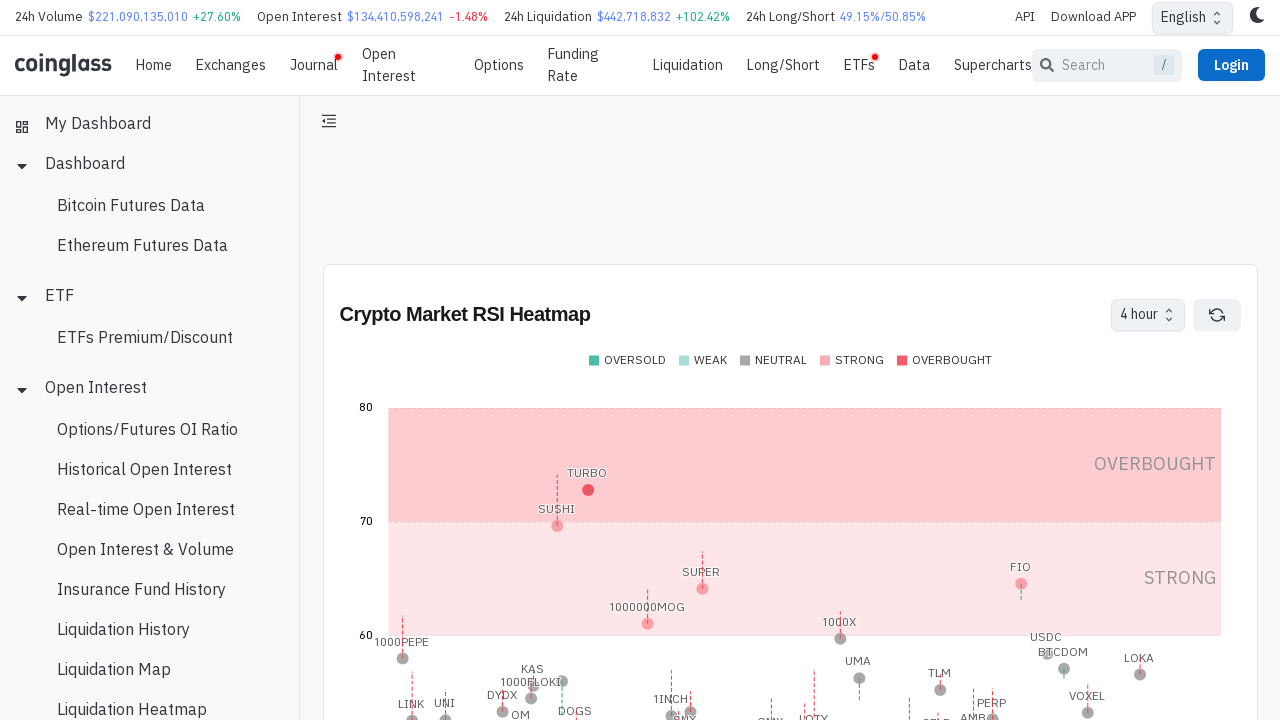 24h Volume $221,090,135,010 +27.60% Open Interest $134,410,598,241 -1.48% 24h Liquidation $442,718,832 +102.42% 24h Long/Short 49.15%/50.85% API Download APP English
coinglass Home Exchanges Journal Open Interest Options Funding Rate Liquidation Long/Short ETFs Data Supercharts Search / Login
My Dashboard
Dashboard
Bitcoin Futures Data
Ethereum Futures Data
ETF
ETFs Premium/Discount
Open Interest
Options/Futures OI Ratio
Historical Open Interest
Real-time Open Interest
Open Interest & Volume
Insurance Fund History
Liquidation History
Liquidation Map
Liquidation Heatmap
Crypto Market RSI Heatmap 4 hour
OVERSOLD WEAK NEUTRAL STRONG OVERBOUGHT
80
OVERBOUGHT
TURBO
SUSHI
70
FIO
SUPER
STRONG
1000000MOG
1000X
60
USDC
1000PEPE
BTCDOM
LOKA
UMA
KAS
TLM
1000FLOKI
DYDX
VOXEL
1INCH
LINK
UNI
PERP
DOGS
OM